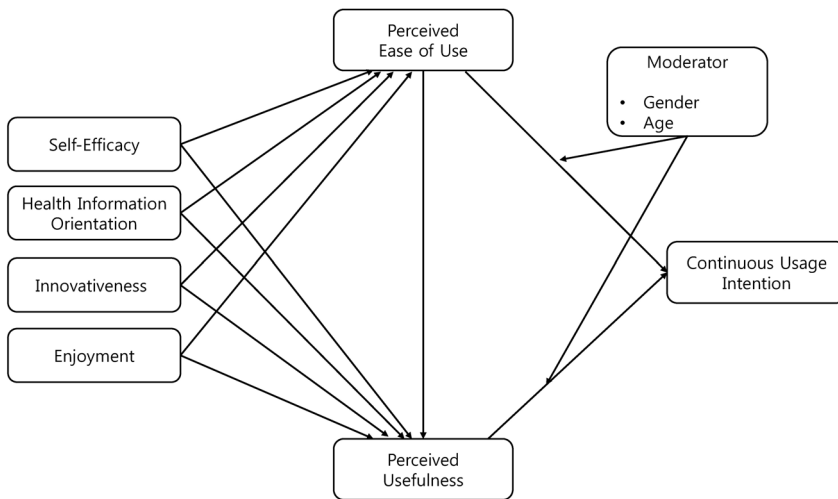 Perceived
Ease of Use
Moderator
• Gender
• Age
Self-Efficacy
Health Information
Orientation
Innovativeness
Enjoyment
Continuous Usage
Intention
Perceived
Usefulness